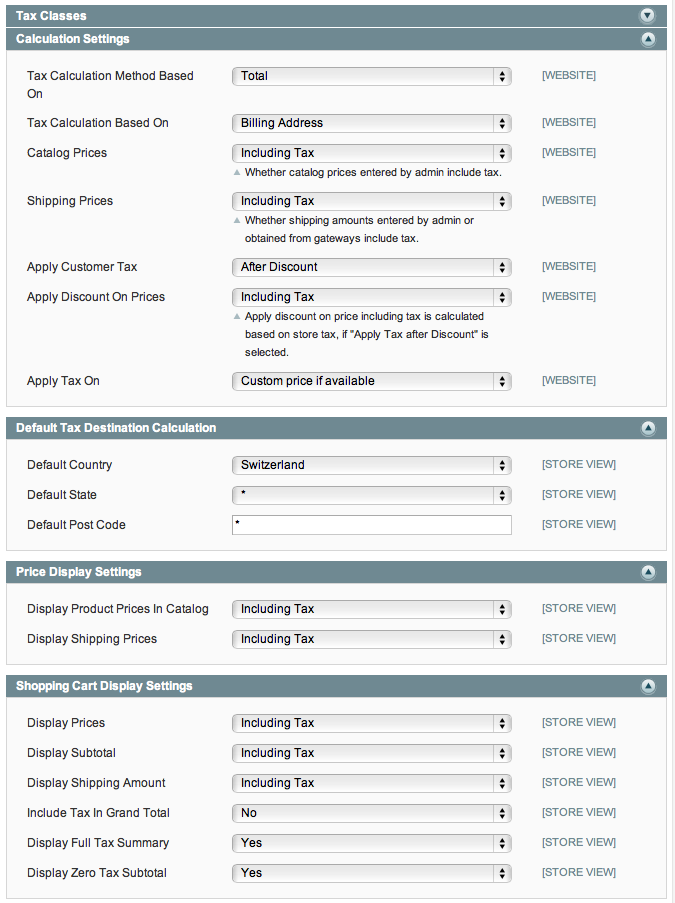 Tax Classes
Calculation Settings
Tax Calculation Method Based On Total [WEBSITE]
Tax Calculation Based On Billing Address [WEBSITE]
Catalog Prices Including Tax [WEBSITE]
Whether catalog prices entered by admin include tax.
Shipping Prices Including Tax [WEBSITE]
Whether shipping amounts entered by admin or
obtained from gateways include tax.
Apply Customer Tax After Discount [WEBSITE]
Apply Discount On Prices Including Tax [WEBSITE]
Apply discount on price including tax is calculated
based on store tax, if "Apply Tax after Discount" is
selected.
Apply Tax On Custom price if available [WEBSITE]
Default Tax Destination Calculation
Default Country Switzerland [STORE VIEW]
Default State * [STORE VIEW]
Default Post Code * [STORE VIEW]
Price Display Settings
Display Product Prices In Catalog Including Tax [STORE VIEW]
Display Shipping Prices Including Tax [STORE VIEW]
Shopping Cart Display Settings
Display Prices Including Tax [STORE VIEW]
Display Subtotal Including Tax [STORE VIEW]
Display Shipping Amount Including Tax [STORE VIEW]
Include Tax In Grand Total No [STORE VIEW]
Display Full Tax Summary Yes [STORE VIEW]
Display Zero Tax Subtotal Yes [STORE VIEW]